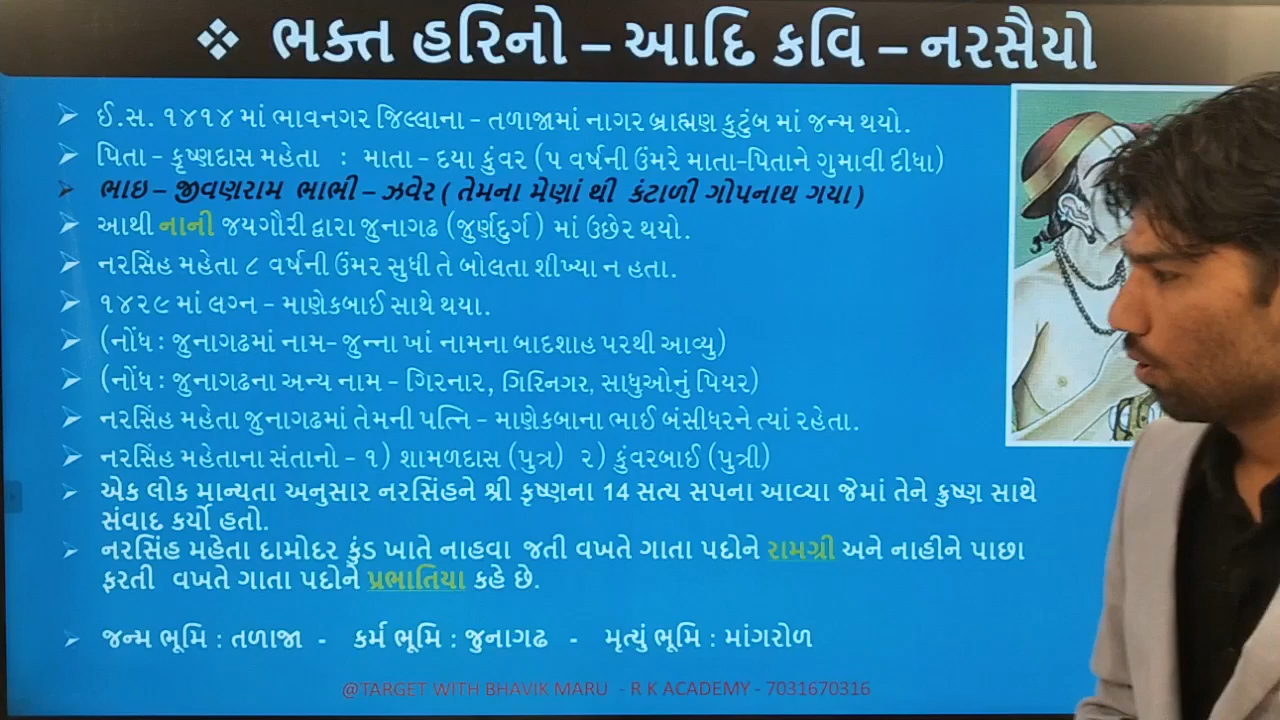 ❖ ભક્ત હરિનો – આદિ કવિ – નરસૈયો
➢ ઈ.સ. ૧૪૧૪ માં ભાવનગર જિલ્લાના – તળાજામાં નાગર બ્રાહ્મણ કુટુંબ માં જન્મ થયો.
➢ પિતા – કૃષ્ણદાસ મહેતા : માતા – દયા કુંવર (૫ વર્ષની ઉંમરે માતા-પિતાને ગુમાવી દીધા)
➢ ભાઇ – જીવણરામ ભાભી – ઝવેર ( તેમના મેણાં થી કંટાળી ગોપનાથ ગયા )
➢ આથી નાની જયગૌરી દ્વારા જુનાગઢ (જુર્ણદુર્ગ ) માં ઉછેર થયો.
➢ નરસિંહ મહેતા ૮ વર્ષની ઉંમર સુધી તે બોલતા શીખ્યા ન હતા.
➢ ૧૪૨૯ માં લગ્ન – માણેકબાઈ સાથે થયા.
➢ (નોંધ : જુનાગઢમાં નામ– જુન્ના ખાં નામના બાદશાહ પરથી આવ્યુ)
➢ (નોંધ : જુનાગઢના અન્ય નામ – ગિરનાર, ગિરિનગર, સાધુઓનું પિયર)
➢ નરસિંહ મહેતા જુનાગઢમાં તેમની પત્નિ – માણેકબાના ભાઈ બંસીધરને ત્યાં રહેતા.
➢ નરસિંહ મહેતાના સંતાનો – ૧) શામળદાસ (પુત્ર) ૨) કુંવરબાઈ (પુત્રી)
➢ એક લોક માન્યતા અનુસાર નરસિંહને શ્રી કૃષ્ણના 14 સત્ય સપના આવ્યા જેમાં તેને ક્રુષ્ણ સાથે
સંવાદ કર્યો હતો.
➢ નરસિંહ મહેતા દામોદર કુંડ ખાતે નાહવા જતી વખતે ગાતા પદોને રામગ્રી અને નાહીને પાછા
ફરતી વખતે ગાતા પદોને પ્રભાતિયા કહે છે.
➢ જન્મ ભૂમિ : તળાજા - કર્મ ભૂમિ : જુનાગઢ - મૃત્યું ભૂમિ : માંગરોળ
@TARGET WITH BHAVIK MARU - R K ACADEMY - 7031670316